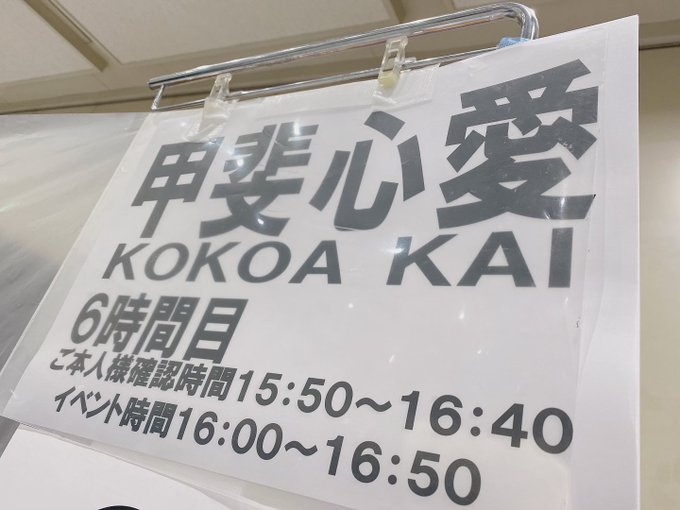 甲斐心愛
KOKOA KAI
6時間目
ご本人様確認時間15:50〜16:40
イベント時間16:00〜16:50